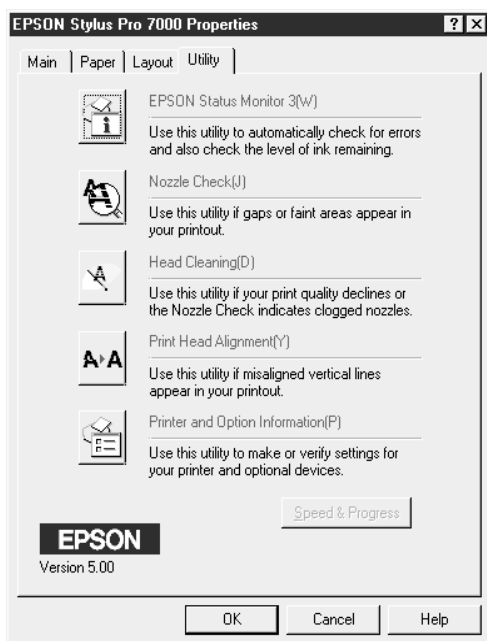 EPSON Stylus Pro 7000 Properties ? X
Main Paper Layout Utility
EPSON Status Monitor 3(W)
Use this utility to automatically check for errors
and also check the level of ink remaining.
Nozzle Check(J)
Use this utility if gaps or faint areas appear in
your printout.
Head Cleaning(D)
Use this utility if your print quality declines or
the Nozzle Check indicates clogged nozzles.
Print Head Alignment(Y)
Use this utility if misaligned vertical lines
appear in your printout.
Printer and Option Information(P)
Use this utility to make or verify settings for
your printer and optional devices.
Speed & Progress
EPSON
Version 5.00
OK Cancel Help